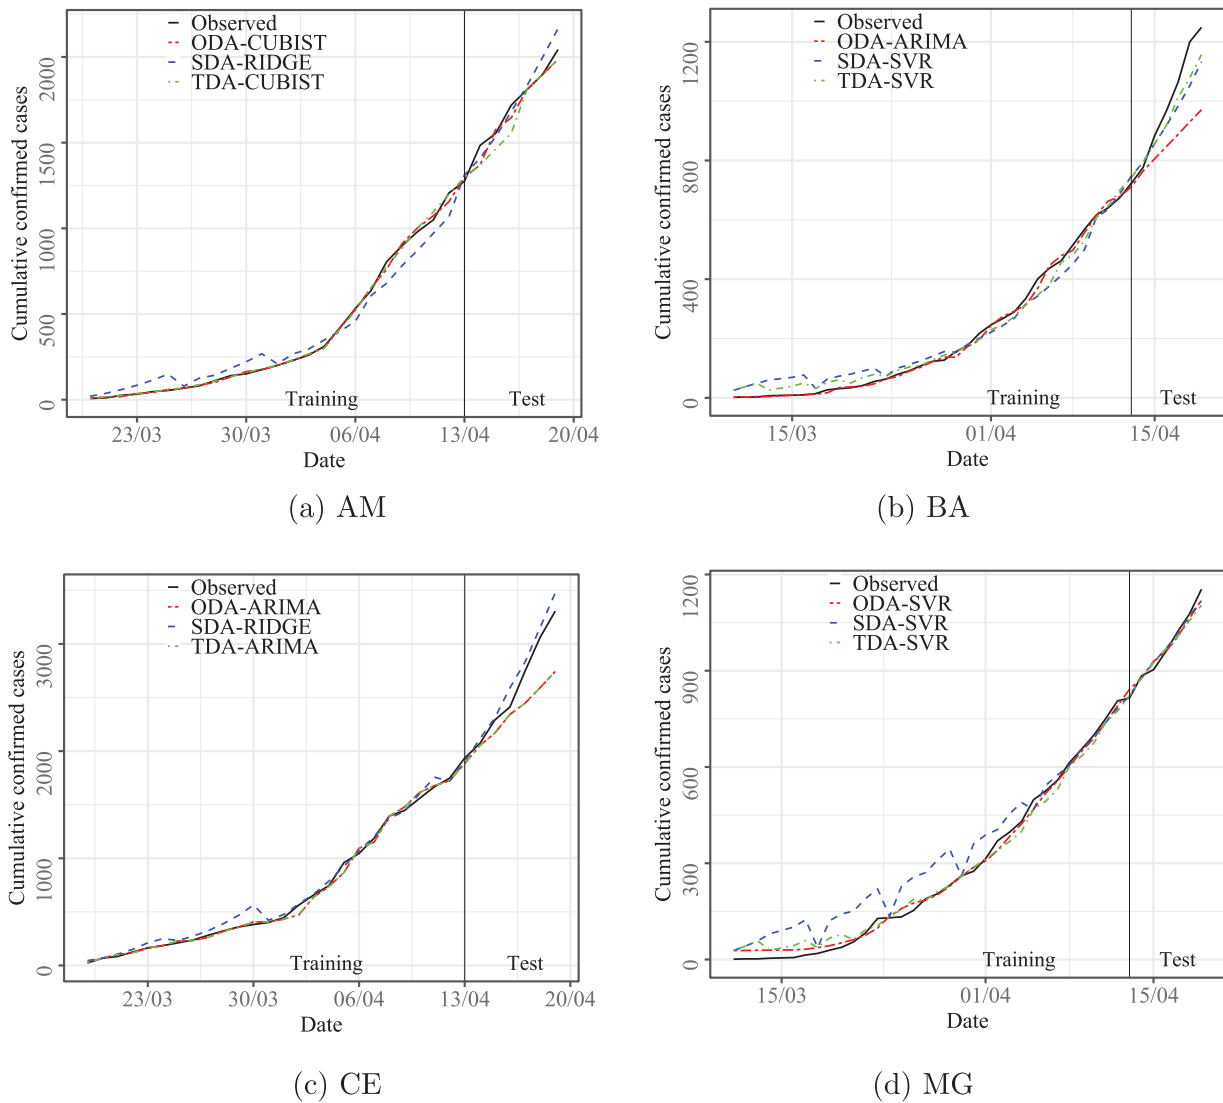 Observed
ODA-CUBIST
SDA-RIDGE
TDA-CUBIST
Cumulative confirmed cases
2000
1500
1000
500
0
Training
Test
23/03
30/03
06/04
13/04
20/04
Date
(a) AM
Observed
ODA-ARIMA
SDA-SVR
TDA-SVR
Cumulative confirmed cases
1200
800
400
0
Training
Test
15/03
01/04
15/04
Date
(b) BA
Observed
ODA-ARIMA
SDA-RIDGE
TDA-ARIMA
Cumulative confirmed cases
3000
2000
1000
0
Training
Test
23/03
30/03
06/04
13/04
20/04
Date
(c) CE
Observed
ODA-SVR
SDA-SVR
TDA-SVR
Cumulative confirmed cases
1200
900
600
300
0
Training
Test
15/03
01/04
15/04
Date
(d) MG